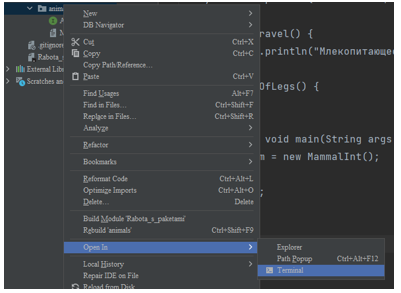 anim
.gitignore
Rabota_s
External Lib
Scratches an
New
DB Navigator
Cut Ctrl+X
Copy Ctrl+C
Copy Path/Reference...
Paste Ctrl+V
Find Usages Alt+F7
Find in Files... Ctrl+Shift+F
Replace in Files... Ctrl+Shift+R
Analyze
Refactor
Bookmarks
Reformat Code Ctrl+Alt+L
Optimize Imports Ctrl+Alt+O
Delete... Delete
Build Module 'Rabota_s_paketami'
Rebuild 'animals' Ctrl+Shift+F9
Open In
Local History
Repair IDE on File
Reload from Disk
ravel() {
.println("Млекопитающее
OfLegs() {
void main(String args
m = new MammalInt();
;
Explorer
Path Popup Ctrl+Alt+F12
Terminal